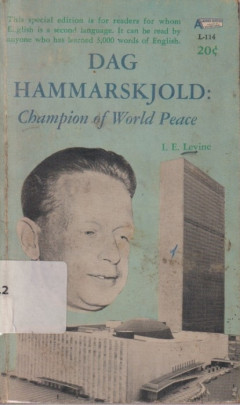 This special edition is for readers for whom
English is a second language. It can be read by
anyone who has learned 3,000 words of English.
L-114
20¢
DAG
HAMMARSKJOLD:
Champion of World Peace
I. E. Levine
.2